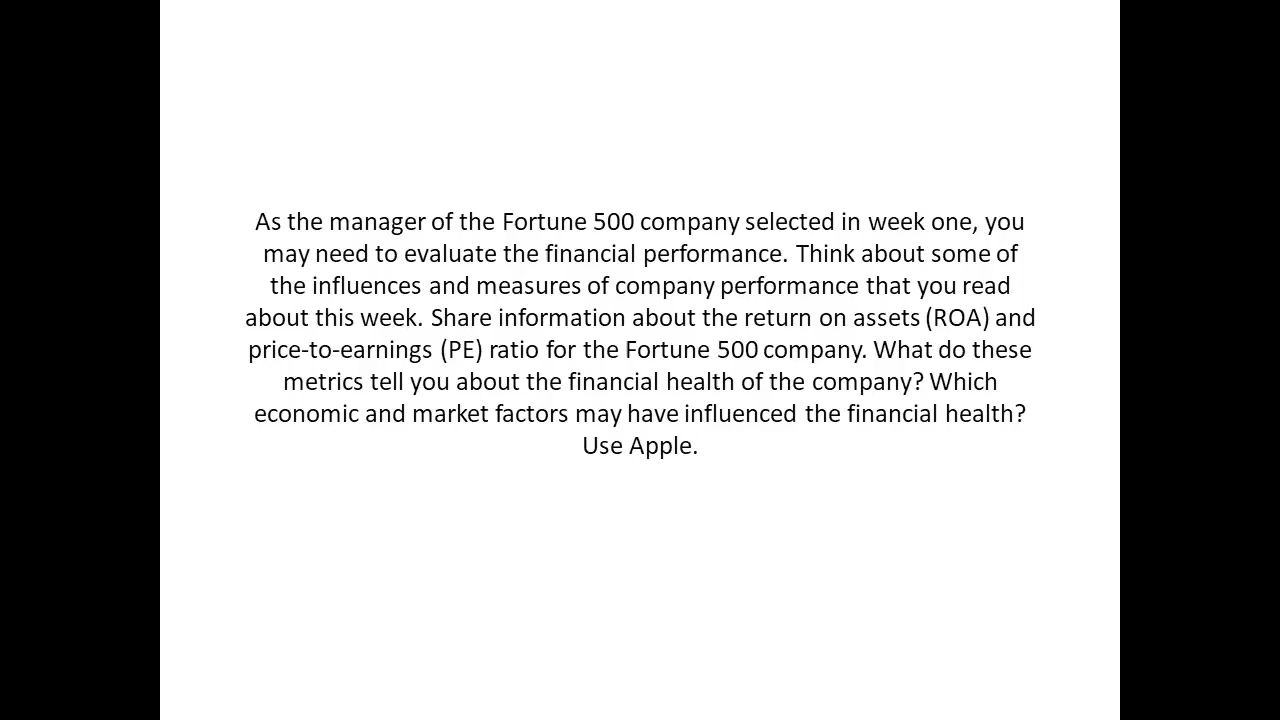 As the manager of the Fortune 500 company selected in week one, you
may need to evaluate the financial performance. Think about some of
the influences and measures of company performance that you read
about this week. Share information about the return on assets (ROA) and
price-to-earnings (PE) ratio for the Fortune 500 company. What do these
metrics tell you about the financial health of the company? Which
economic and market factors may have influenced the financial health?
Use Apple.